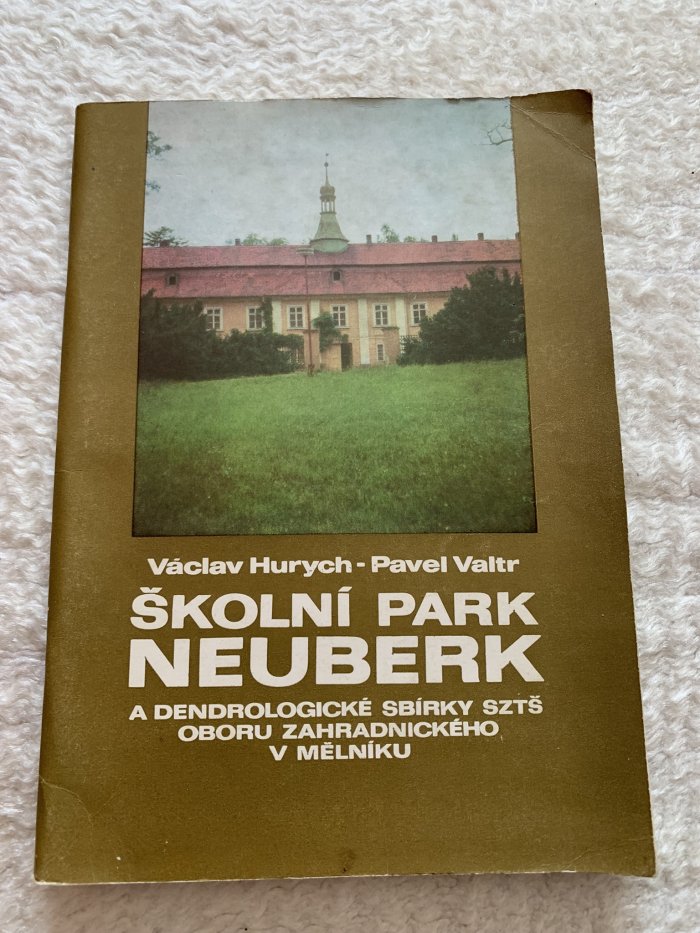 Václav Hurych - Pavel Valtr
ŠKOLNÍ PARK
NEUBERK
A DENDROLOGICKÉ SBÍRKY SZTŠ
OBORU ZAHRADNICKÉHO
V MĚLNÍKU